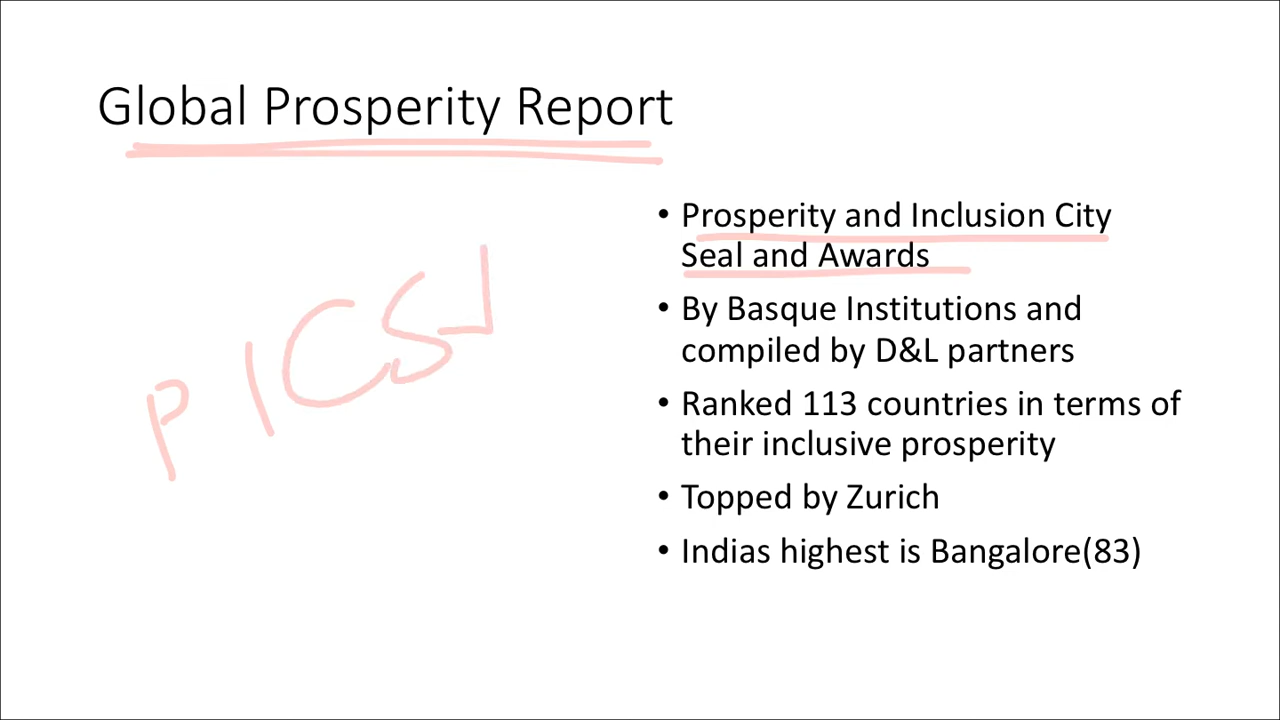 Global Prosperity Report
• Prosperity and Inclusion City
Seal and Awards
• By Basque Institutions and
compiled by D&L partners
• Ranked 113 countries in terms of
their inclusive prosperity
• Topped by Zurich
• Indias highest is Bangalore(83)
PICS